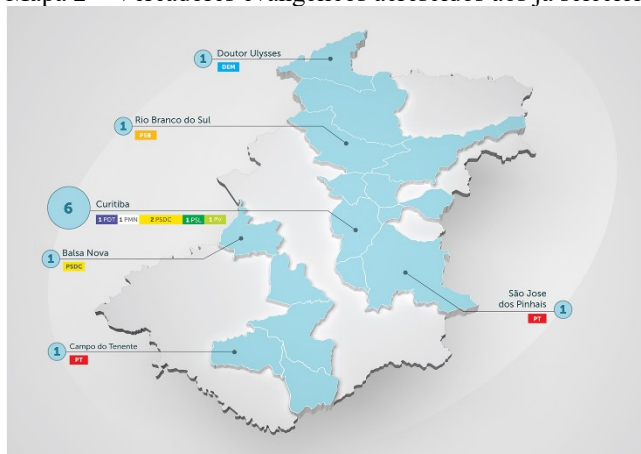 1 Doutor Ulysses
DEM
1 Rio Branco do Sul
PSB
6 Curitiba
1 PDT 1 PMN 2 PSDC 1 PSL 1 PV
1 Balsa Nova
PSDC
São Jose
dos Pinhais 1
PT
1 Campo do Tenente
PT